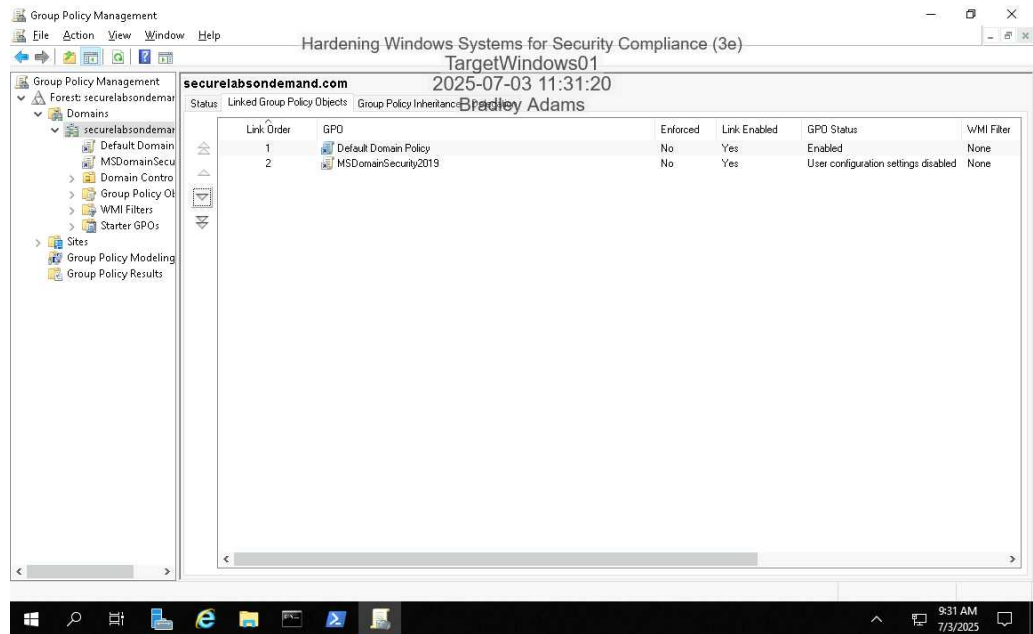 Group Policy Management
File Action View Window Help
Hardening Windows Systems for Security Compliance (3e)
TargetWindows01
2025-07-03 11:31:20
Bradley Adams
Group Policy Management
Forest: securelabsondemar
Domains
securelabsondemar
Default Domain
MSDomainSecu
Domain Contro
Group Policy Ob
WMI Filters
Starter GPOs
Sites
Group Policy Modeling
Group Policy Results
securelabsondemand.com
Status Linked Group Policy Objects Group Policy Inheritance
Link Order GPO Enforced Link Enabled GPO Status WMI Filter
1 Default Domain Policy No Yes Enabled None
2 MSDomainSecurity2019 No Yes User configuration settings disabled None
9:31 AM
7/3/2025